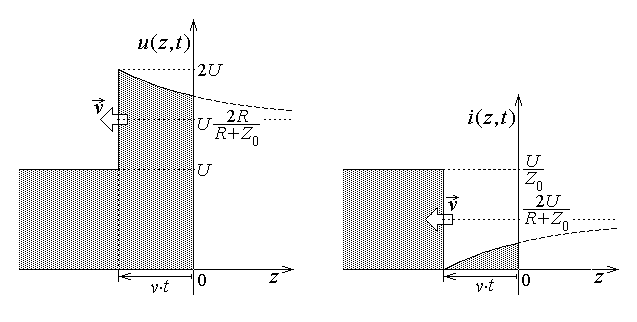 u(z,t)
2U
v⃗
U 2R/(R+Z₀)
U
v·t
0
z
i(z,t)
U/Z₀
v⃗
2U/(R+Z₀)
v·t
0
z